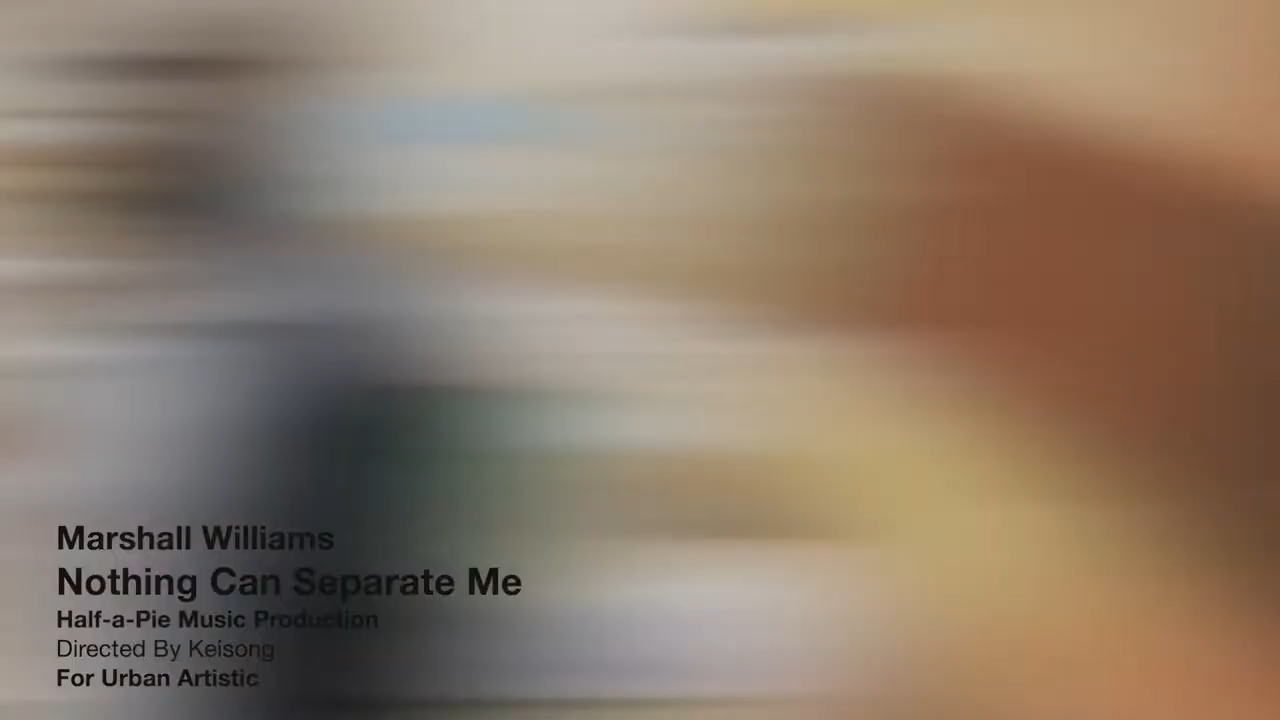 Marshall Williams
Nothing Can Separate Me
Half-a-Pie Music Production
Directed By Keisong
For Urban Artistic